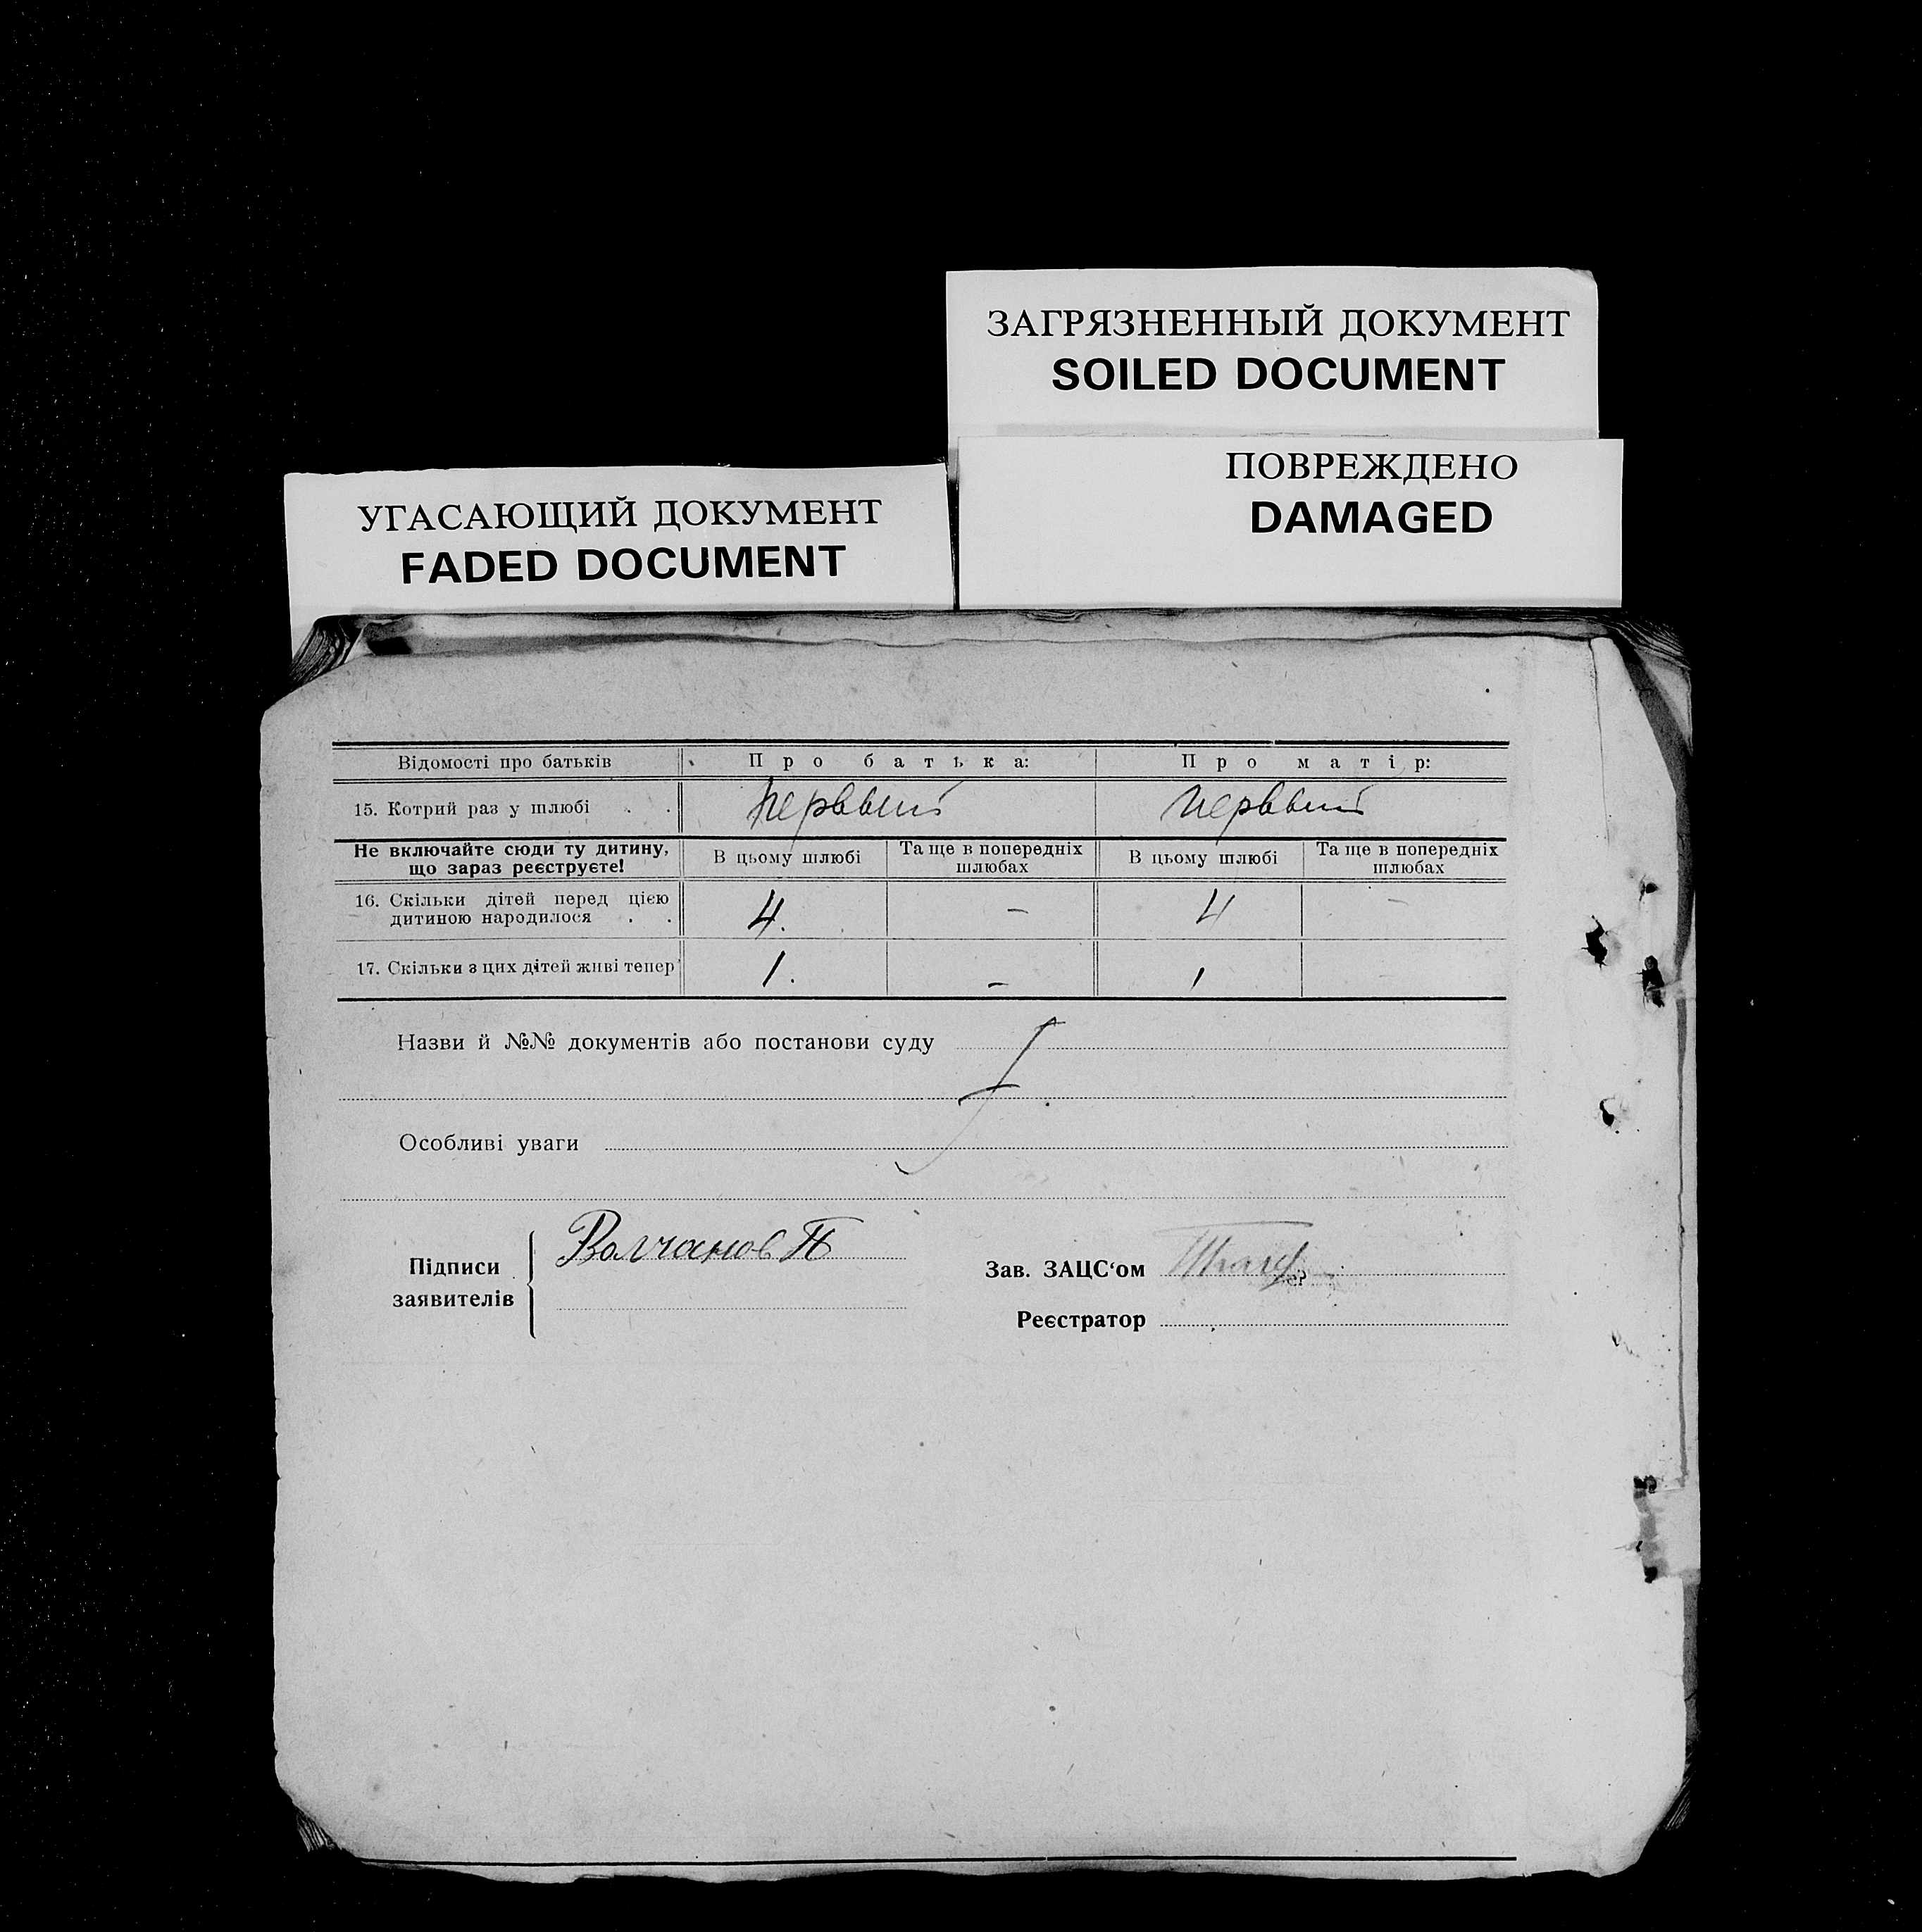 ЗАГРЯЗНЕННЫЙ ДОКУМЕНТ
SOILED DOCUMENT
ПОВРЕЖДЕНО
DAMAGED
УГАСАЮЩИЙ ДОКУМЕНТ
FADED DOCUMENT
Відомості про батьків Про батька: Про матір:
15. Котрий раз у шлюбі . . первый первый
Не включайте сюди ту дитину, що зараз реєструєте! В цьому шлюбі Та ще в попередніх шлюбах В цьому шлюбі Та ще в попередніх шлюбах
16. Скільки дітей перед цією
дитиною народилося . . 4. – 4 –
17. Скільки з цих дітей живі тепер 1. – 1
Назви й №№ документів або постанови суду
Особливі уваги
Підписи заявителів Волчанов П
Зав. ЗАЦС‘ом
Реєстратор